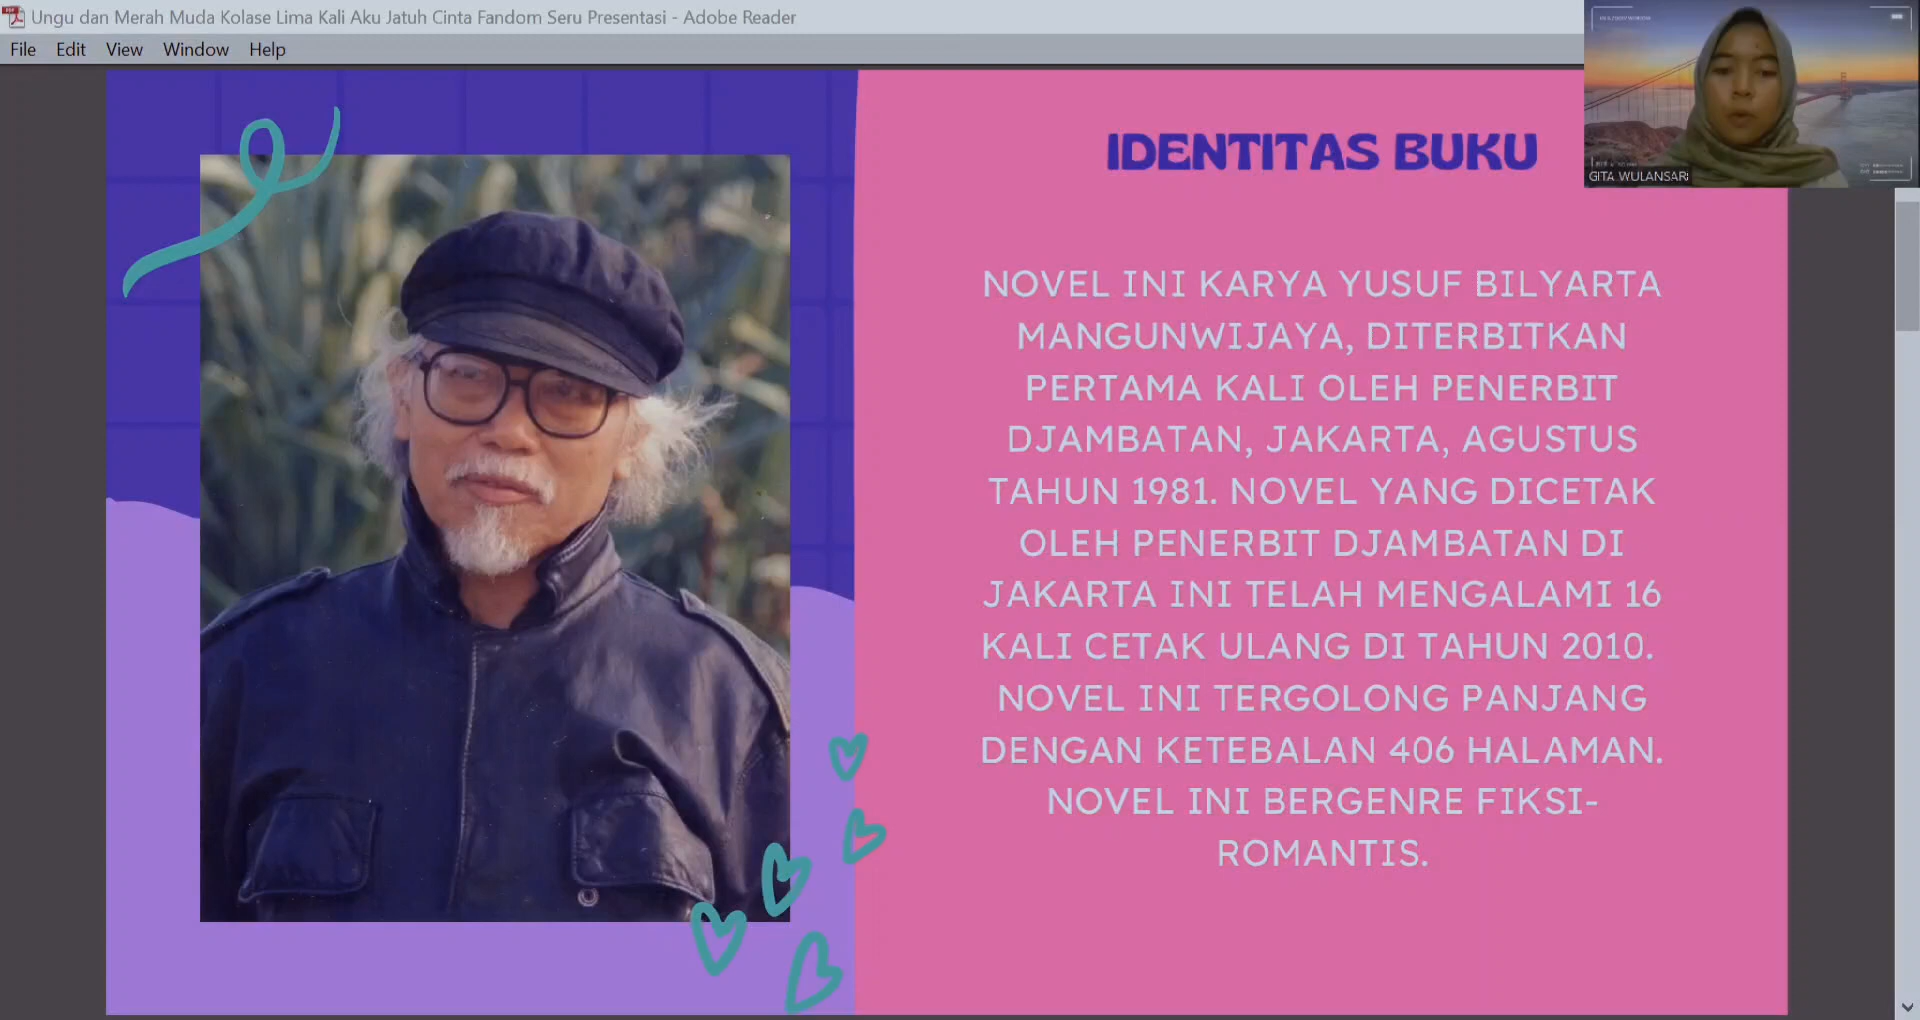 Ungu dan Merah Muda Kolase Lima Kali Aku Jatuh Cinta Fandom Seru Presentasi - Adobe Reader
File Edit View Window Help
GITA WULANSARI
IDENTITAS BUKU
NOVEL INI KARYA YUSUF BILYARTA
MANGUNWIJAYA, DITERBITKAN
PERTAMA KALI OLEH PENERBIT
DJAMBATAN, JAKARTA, AGUSTUS
TAHUN 1981. NOVEL YANG DICETAK
OLEH PENERBIT DJAMBATAN DI
JAKARTA INI TELAH MENGALAMI 16
KALI CETAK ULANG DI TAHUN 2010.
NOVEL INI TERGOLONG PANJANG
DENGAN KETEBALAN 406 HALAMAN.
NOVEL INI BERGENRE FIKSI-
ROMANTIS.